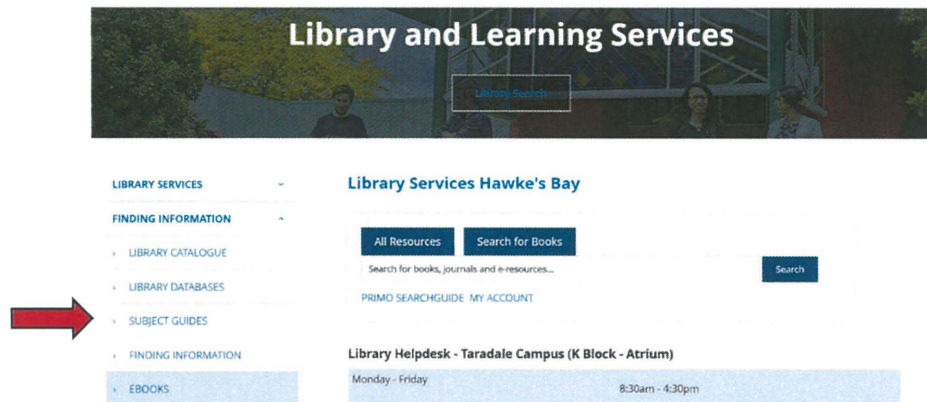 Library and Learning Services
Library Search
LIBRARY SERVICES
FINDING INFORMATION
LIBRARY CATALOGUE
LIBRARY DATABASES
SUBJECT GUIDES
FINDING INFORMATION
EBOOKS
Library Services Hawke's Bay
All Resources Search for Books
Search for books, journals and e-resources... Search
PRIMO SEARCHGUIDE MY ACCOUNT
Library Helpdesk - Taradale Campus (K Block - Atrium)
Monday - Friday 8:30am - 4:30pm